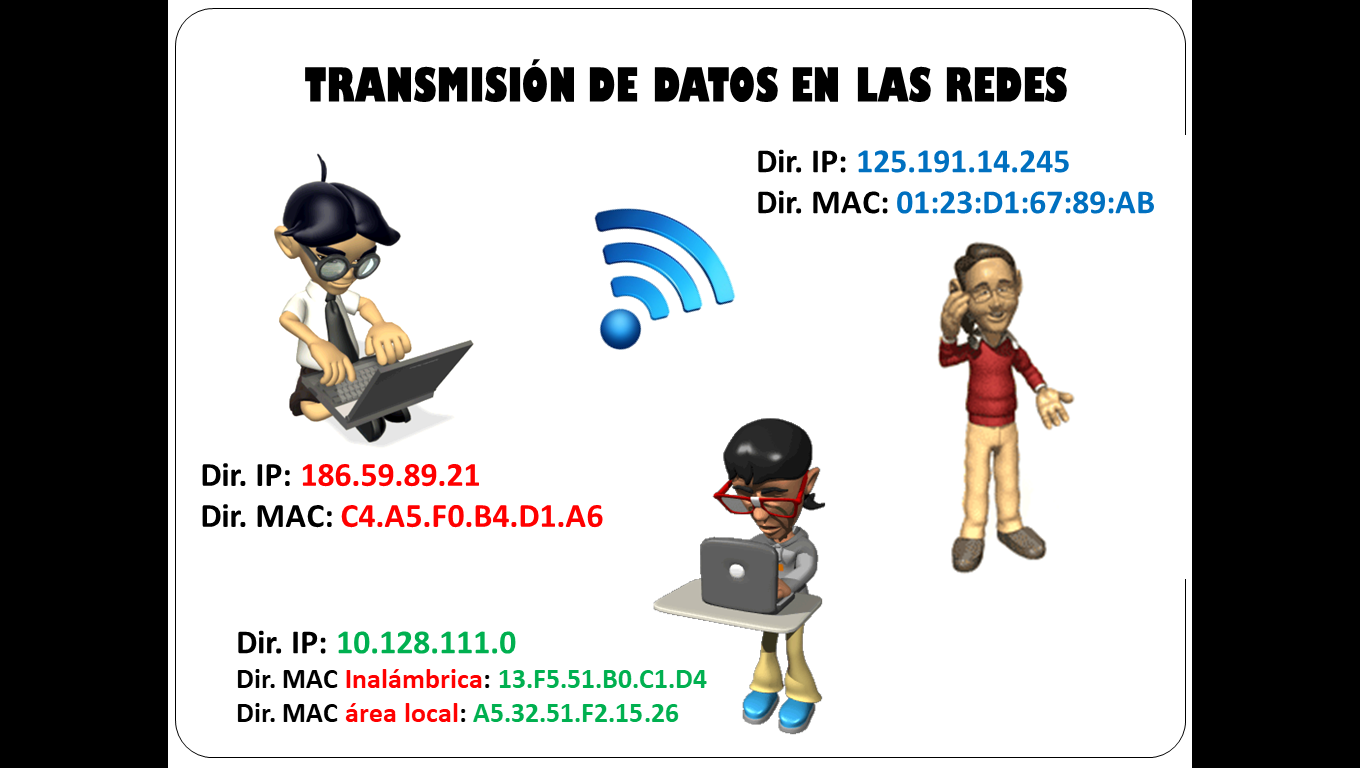 TRANSMISIÓN DE DATOS EN LAS REDES
Dir. IP: 125.191.14.245
Dir. MAC: 01:23:D1:67:89:AB
Dir. IP: 186.59.89.21
Dir. MAC: C4.A5.F0.B4.D1.A6
Dir. IP: 10.128.111.0
Dir. MAC Inalámbrica: 13.F5.51.B0.C1.D4
Dir. MAC área local: A5.32.51.F2.15.26